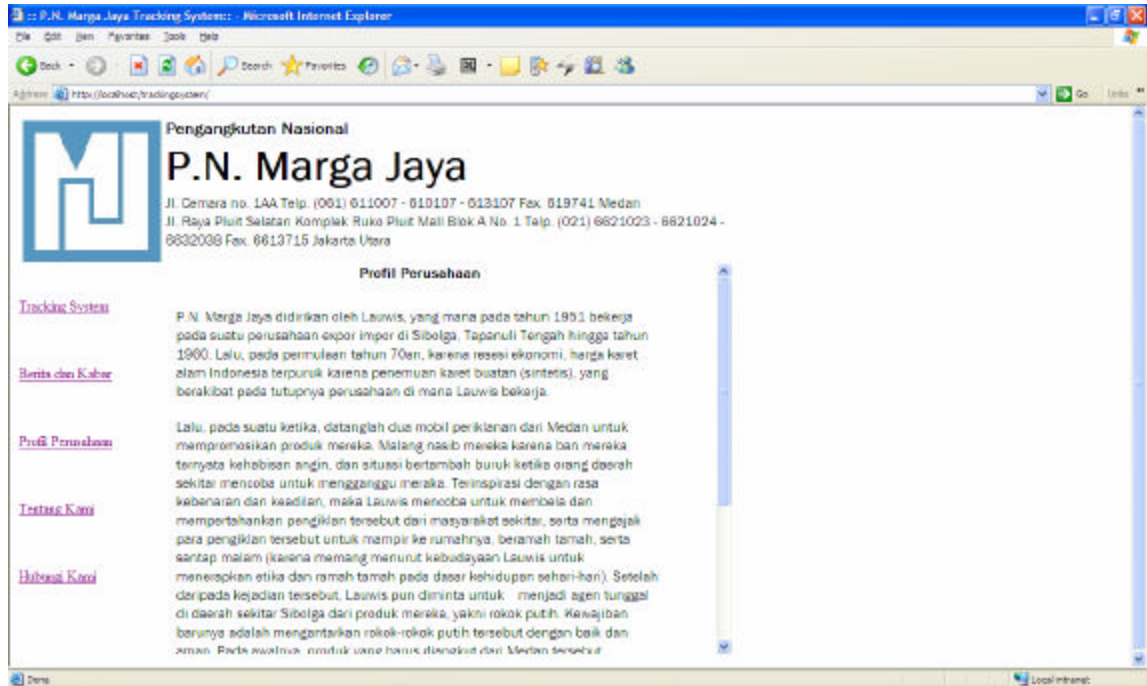 :: P.N. Marga Jaya Tracking System:: - Microsoft Internet Explorer
File Edit View Favorites Tools Help
Back Search Favorites
Address http://localhost/trackingsystem/ Go Links
Pengangkutan Nasional
P.N. Marga Jaya
Jl. Cemara no. 1AA Telp. (061) 611007 - 610107 - 613107 Fax. 619741 Medan
Jl. Raya Pluit Selatan Komplek Ruko Pluit Mall Blok A No. 1 Telp. (021) 6621023 - 6621024 -
6632038 Fax. 6613715 Jakarta Utara
Profil Perusahaan
Tracking System
P.N. Marga Jaya didirikan oleh Lauwis, yang mana pada tahun 1951 bekerja
pada suatu perusahaan expor impor di Sibolga, Tapanuli Tengah hingga tahun
1960. Lalu, pada permulaan tahun 70an, karena resesi ekonomi, harga karet
alam Indonesia terpuruk karena penemuan karet buatan (sintetis), yang
Berita dan Kabar
berakibat pada tutupnya perusahaan di mana Lauwis bekerja.
Lalu, pada suatu ketika, datanglah dua mobil periklanan dari Medan untuk
Profil Perusahaan
mempromosikan produk mereka. Malang nasib mereka karena ban mereka
ternyata kehabisan angin, dan situasi bertambah buruk ketika orang daerah
sekitar mencoba untuk mengganggu mereka. Terinspirasi dengan rasa
kebenaran dan keadilan, maka Lauwis mencoba untuk membela dan
Tentang Kami
mempertahankan pengiklan tersebut dari masyarakat sekitar, serta mengajak
para pengiklan tersebut untuk mampir ke rumahnya, beramah tamah, serta
santap malam (karena memang menurut kebudayaan Lauwis untuk
Hubungi Kami
menerapkan etika dan ramah tamah pada dasar kehidupan sehari-hari). Setelah
daripada kejadian tersebut, Lauwis pun diminta untuk menjadi agen tunggal
di daerah sekitar Sibolga dari produk mereka, yakni rokok putih. Kewajiban
barunya adalah mengantarkan rokok-rokok putih tersebut dengan baik dan
aman. Pada awalnya, produk yang harus diangkut dari Medan tersebut
Done Local intranet